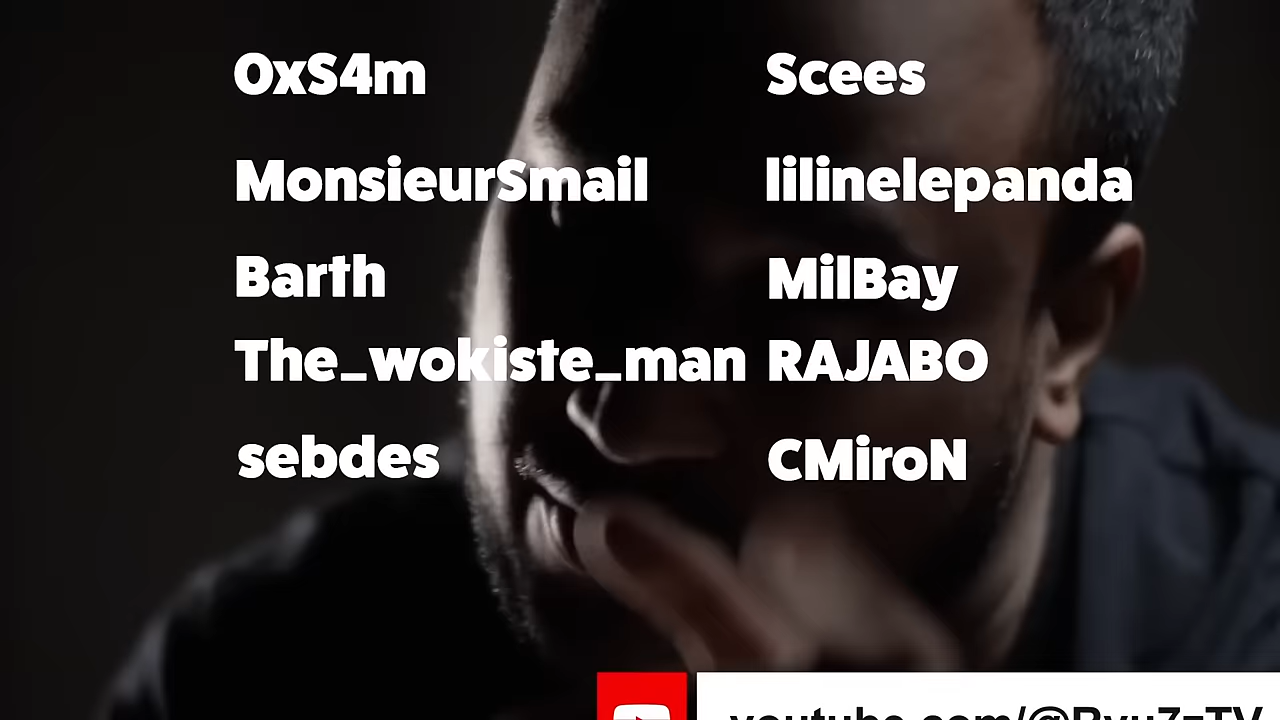 0xS4m
MonsieurSmail
Barth
The_wokiste_man
sebdes
Scees
lilinelepanda
MilBay
RAJABO
CMiroN